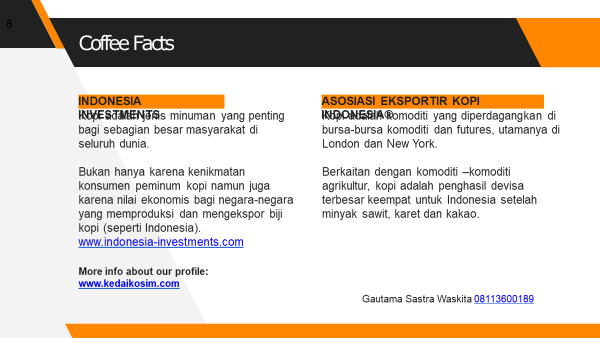 8
Coffee Facts
INDONESIA
INVESTMENTS
Kopi adalah jenis minuman yang penting
bagi sebagian besar masyarakat di
seluruh dunia.
Bukan hanya karena kenikmatan
konsumen peminum kopi namun juga
karena nilai ekonomis bagi negara-negara
yang memproduksi dan mengekspor biji
kopi (seperti Indonesia).
www.indonesia-investments.com
More info about our profile:
www.kedaikosim.com
ASOSIASI EKSPORTIR KOPI
INDONESIA®
Kopi adalah komoditi yang diperdagangkan di
bursa-bursa komoditi dan futures, utamanya di
London dan New York.
Berkaitan dengan komoditi –komoditi
agrikultur, kopi adalah penghasil devisa
terbesar keempat untuk Indonesia setelah
minyak sawit, karet dan kakao.
Gautama Sastra Waskita 08113600189